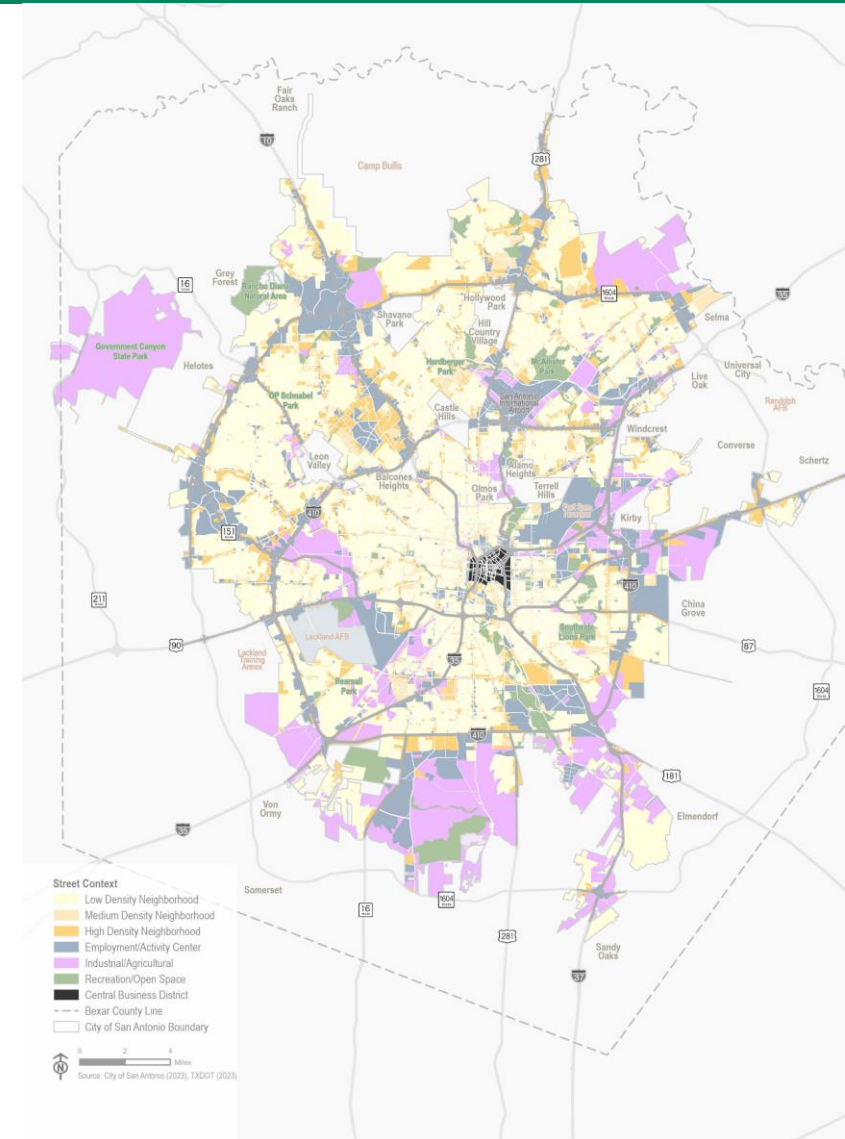 Fair
Oaks
Ranch
10
Camp Bullis
281
16
Grey
Forest
Rancho Diana
Natural Area
Hollywood
Park
1604
35
Shavano
Park
Hill
Country
Village
Selma
Government Canyon
State Park
Helotes
Hardberger
Park
McAllister
Park
Universal
City
Live
Oak
OP Schnabel
Park
San Antonio
International
Airport
Randolph
AFB
Castle
Hills
Windcrest
Converse
Leon
Valley
Schertz
Balcones
Heights
Alamo
Heights
Olmos
Park
Terrell
Hills
410
Kirby
151
410
211
China
Grove
90
Lackland AFB
Southside
Lions Park
87
Lackland
Training
Annex
35
Pearsall
Park
1604
410
181
Von
Ormy
35
Elmendorf
Street Context
Low Density Neighborhood
Medium Density Neighborhood
High Density Neighborhood
Employment/Activity Center
Industrial/Agricultural
Recreation/Open Space
Central Business District
Bexar County Line
City of San Antonio Boundary
Somerset
16
1604
281
Sandy
Oaks
37
N
0 2 4
Miles
Source: City of San Antonio (2023), TXDOT (2023)